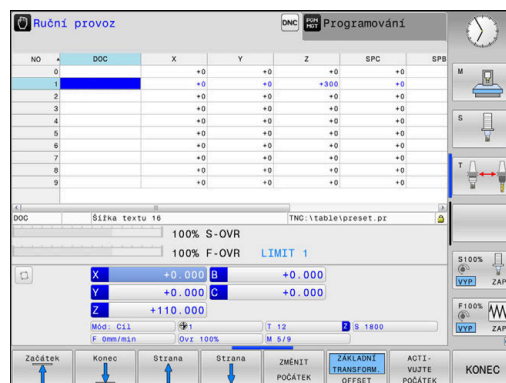 Ruční provoz
DNC
PGM MGT
Programování
NO DOC X Y Z SPC SPB
0 +0 +0 +0 +0
1 +0 +0 +300 +0
2 +0 +0 +0 +0
3 +0 +0 +0 +0
4 +0 +0 +0 +0
5 +0 +0 +0 +0
6 +0 +0 +0 +0
7 +0 +0 +0 +0
8 +0 +0 +0 +0
9 +0 +0 +0 +0
DOC Šířka textu 16 TNC:\table\preset.pr
100% S-OVR
100% F-OVR LIMIT 1
X +0.000 B +0.000
Y +0.000 C +0.000
Z +110.000
Mód: Cíl 1 T 12 Z S 1800
F 0mm/min Ovr 100% M 5/9
M
S
T
S100%
VYP ZAP
F100%
VYP ZAP
Začátek
Konec
Strana
Strana
ZMĚNIT
POČÁTEK
ZÁKLADNÍ
TRANSFORM.
OFFSET
ACTI-
VUJTE
POČÁTEK
KONEC